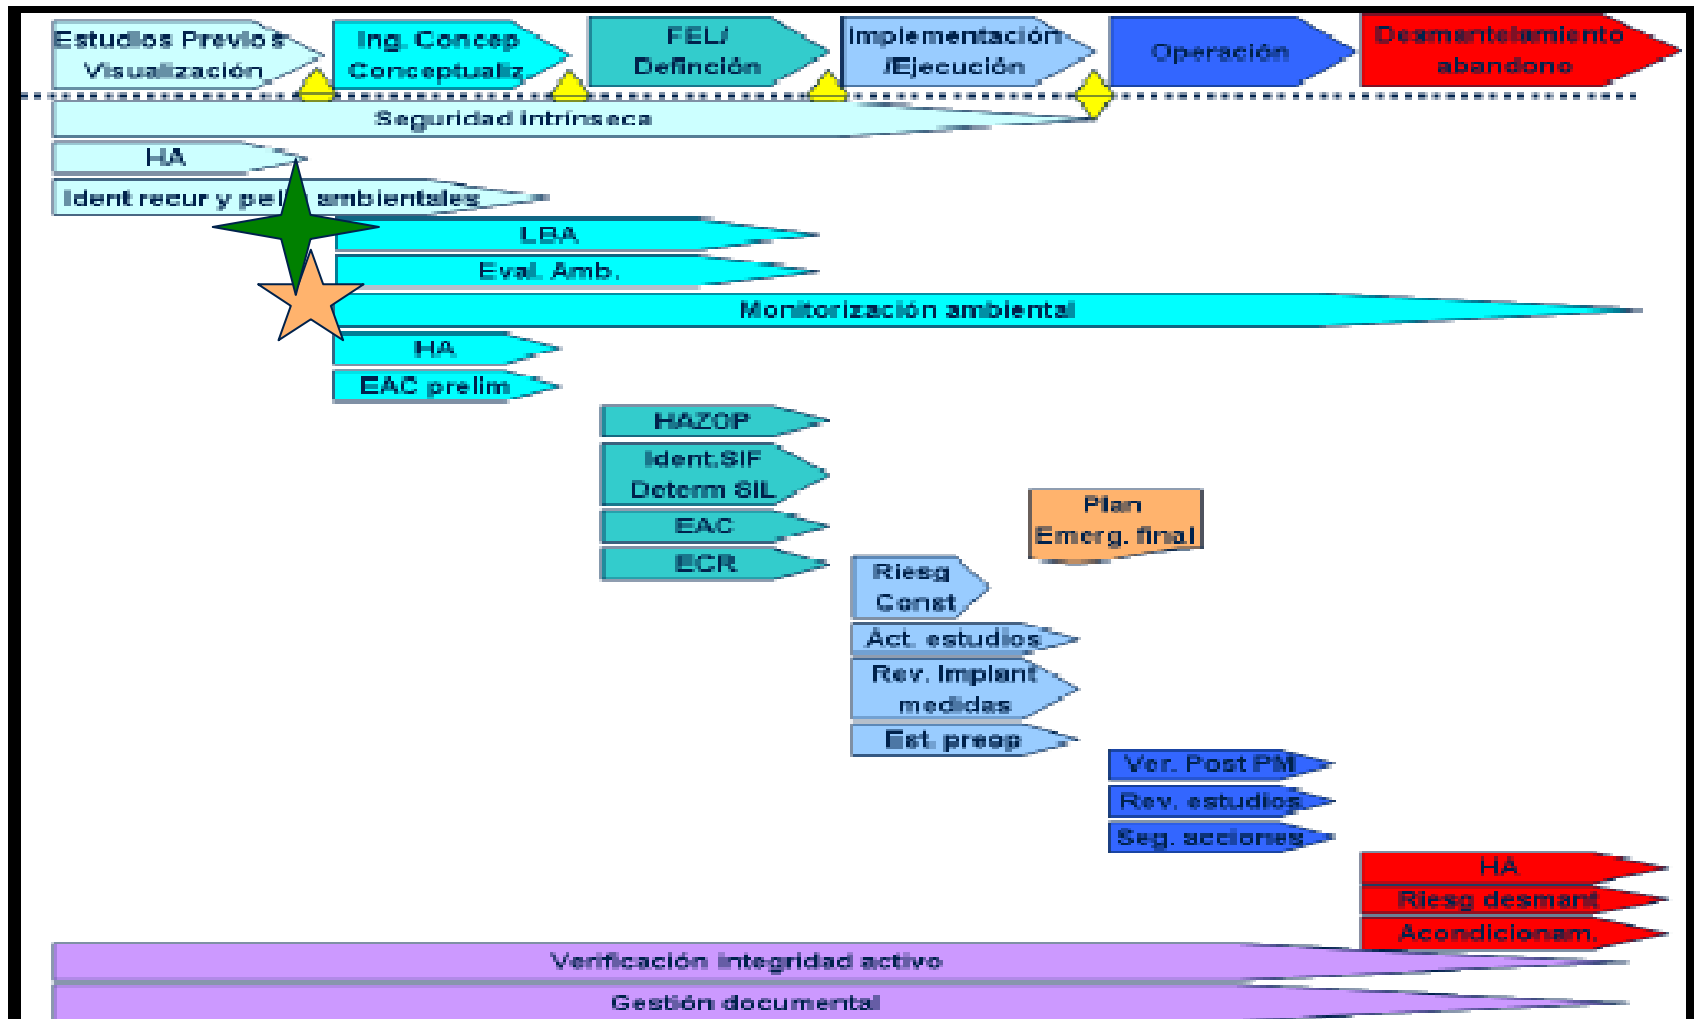 Estudios Previos
Visualización
Ing. Concep
Conceptualiz
FEL/
Definción
Implementación
/Ejecución
Operación
Desmantelamiento
abandono
Seguridad intrínseca
HA
Ident recur y pel ambientales
LBA
Eval. Amb.
Monitorización ambiental
HA
EAC prelim
HAZOP
Ident.SIF
Determ SIL
EAC
ECR
Plan
Emerg. final
Riesg
Const
Act. estudios
Rev. Implant
medidas
Est. preop
Ver. Post PM
Rev. estudios
Seg. acciones
HA
Riesg desmant
Acondicionam.
Verificación integridad activo
Gestión documental